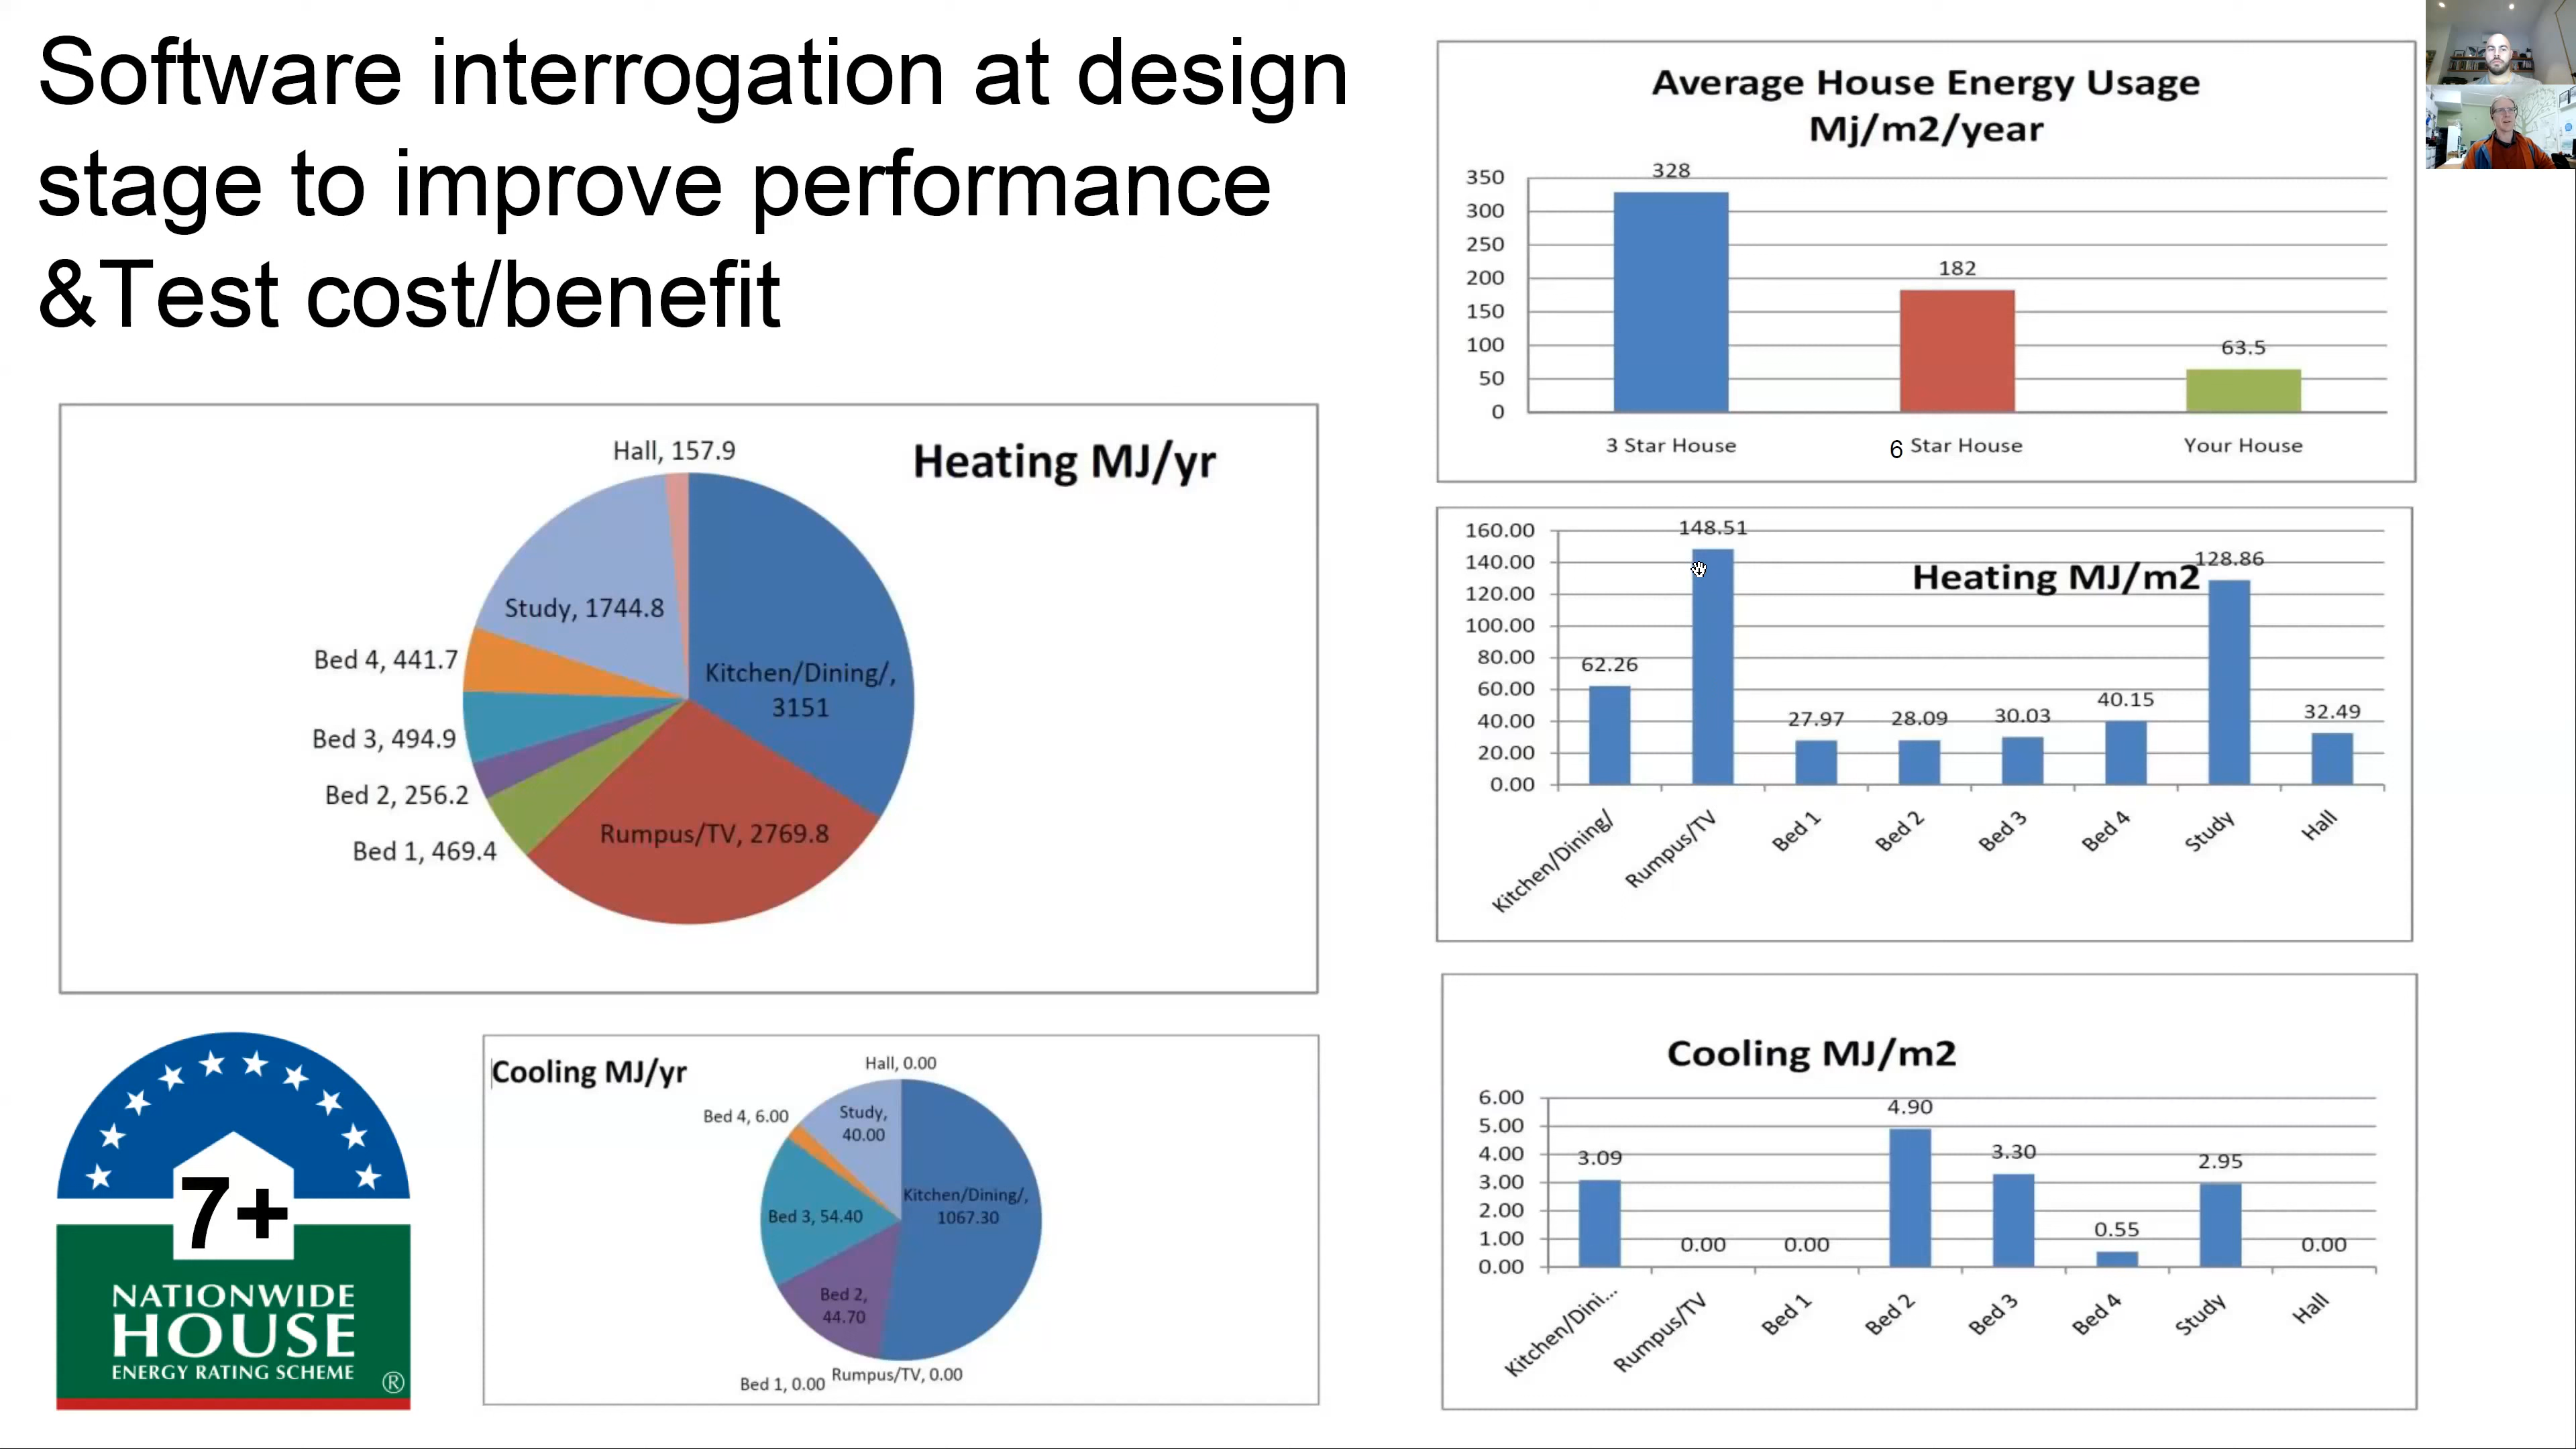 Software interrogation at design
stage to improve performance
&Test cost/benefit
Heating MJ/yr
Hall, 157.9
Study, 1744.8
Bed 4, 441.7
Kitchen/Dining/,
3151
Bed 3, 494.9
Bed 2, 256.2
Rumpus/TV, 2769.8
Bed 1, 469.4
7+
NATIONWIDE
HOUSE
ENERGY RATING SCHEME
®
Cooling MJ/yr
Hall, 0.00
Bed 4, 6.00
Study,
40.00
Kitchen/Dining/,
1067.30
Bed 3, 54.40
Bed 2,
44.70
Bed 1, 0.00
Rumpus/TV, 0.00
Average House Energy Usage
Mj/m2/year
350
300
250
200
150
100
50
0
328
182
63.5
3 Star House
6 Star House
Your House
Heating MJ/m2
160.00
140.00
120.00
100.00
80.00
60.00
40.00
20.00
0.00
62.26
148.51
27.97
28.09
30.03
40.15
128.86
32.49
Kitchen/Dining/
Rumpus/TV
Bed 1
Bed 2
Bed 3
Bed 4
Study
Hall
Cooling MJ/m2
6.00
5.00
4.00
3.00
2.00
1.00
0.00
3.09
0.00
0.00
4.90
3.30
0.55
2.95
0.00
Kitchen/Dini...
Rumpus/TV
Bed 1
Bed 2
Bed 3
Bed 4
Study
Hall